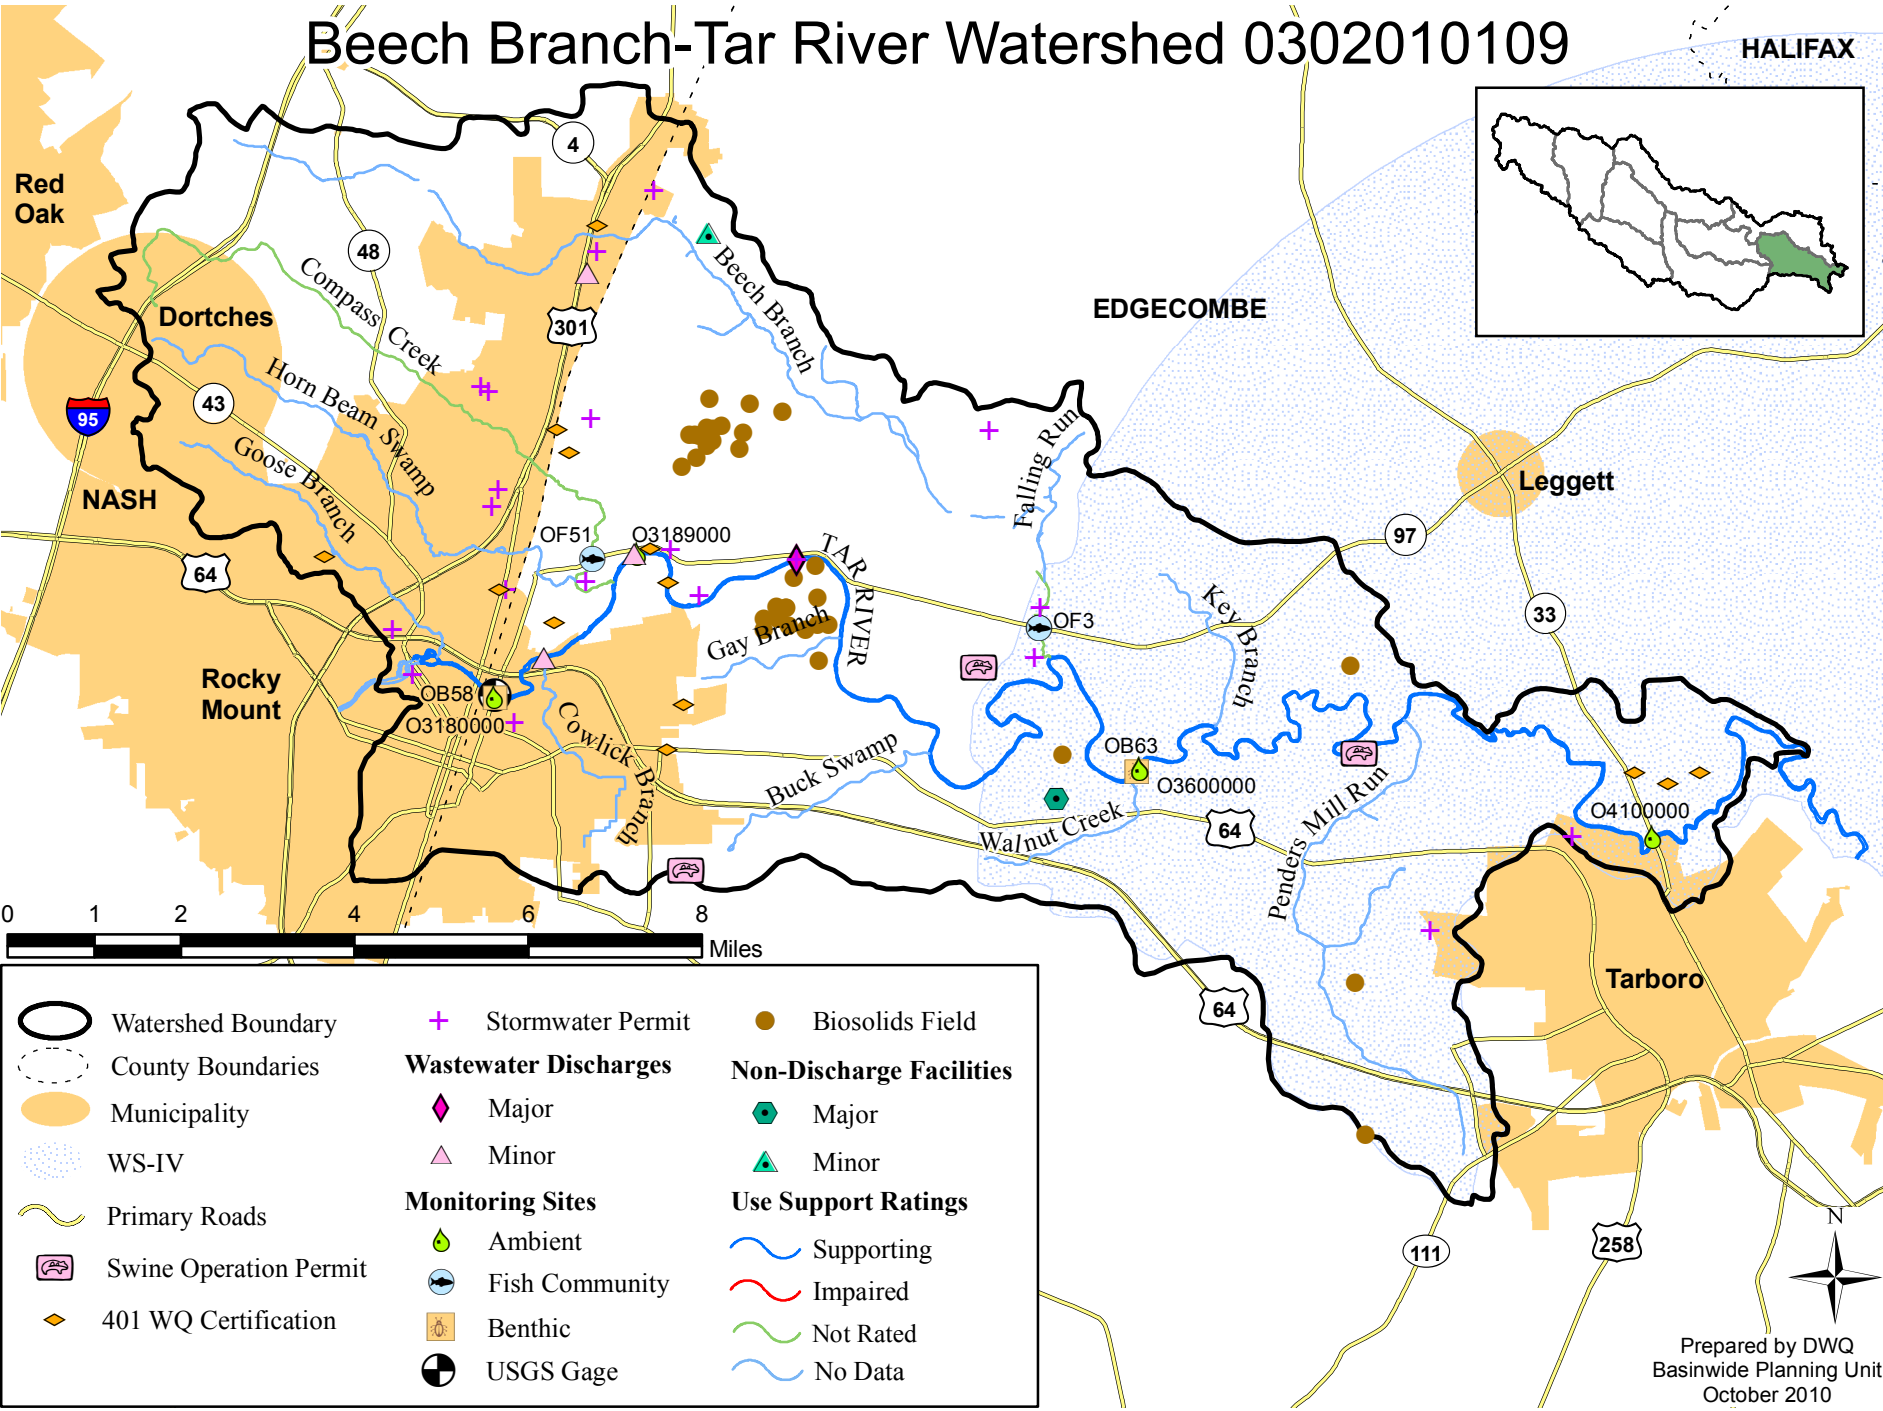 Beech Branch-Tar River Watershed 0302010109
HALIFAX
Red
Oak
4
48
Compass Creek
Beech Branch
301
Dortches
EDGECOMBE
Horn Beam Swamp
43
95
Goose Branch
NASH
Falling Run
Leggett
97
OF51
O3189000
TAR RIVER
64
Key Branch
33
OF3
Gay Branch
Rocky
Mount
OB58
O3180000
Cowlick Branch
Buck Swamp
OB63
O3600000
Walnut Creek
64
Penders Mill Run
O4100000
Tarboro
64
111
258
0 1 2 4 6 8
Miles
Watershed Boundary
County Boundaries
Municipality
WS-IV
Primary Roads
Swine Operation Permit
401 WQ Certification
Stormwater Permit
Wastewater Discharges
Major
Minor
Monitoring Sites
Ambient
Fish Community
Benthic
USGS Gage
Biosolids Field
Non-Discharge Facilities
Major
Minor
Use Support Ratings
Supporting
Impaired
Not Rated
No Data
N
Prepared by DWQ
Basinwide Planning Unit
October 2010